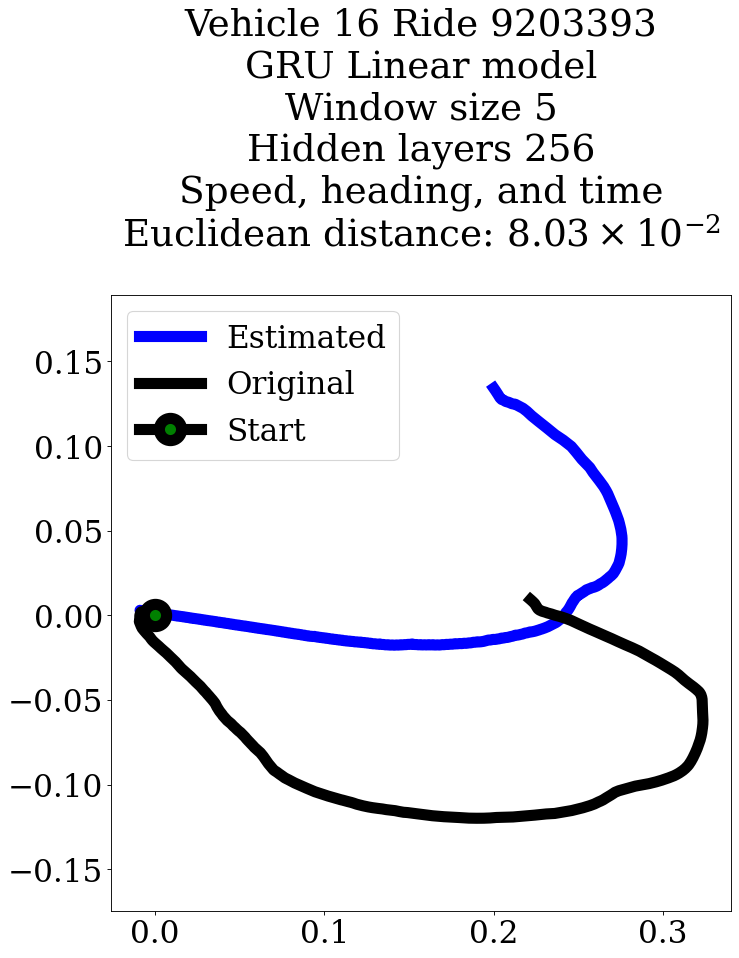 Vehicle 16 Ride 9203393
GRU Linear model
Window size 5
Hidden layers 256
Speed, heading, and time
Euclidean distance: 8.03 × 10⁻²
Estimated
Original
Start
0.15
0.10
0.05
0.00
−0.05
−0.10
−0.15
0.0 0.1 0.2 0.3